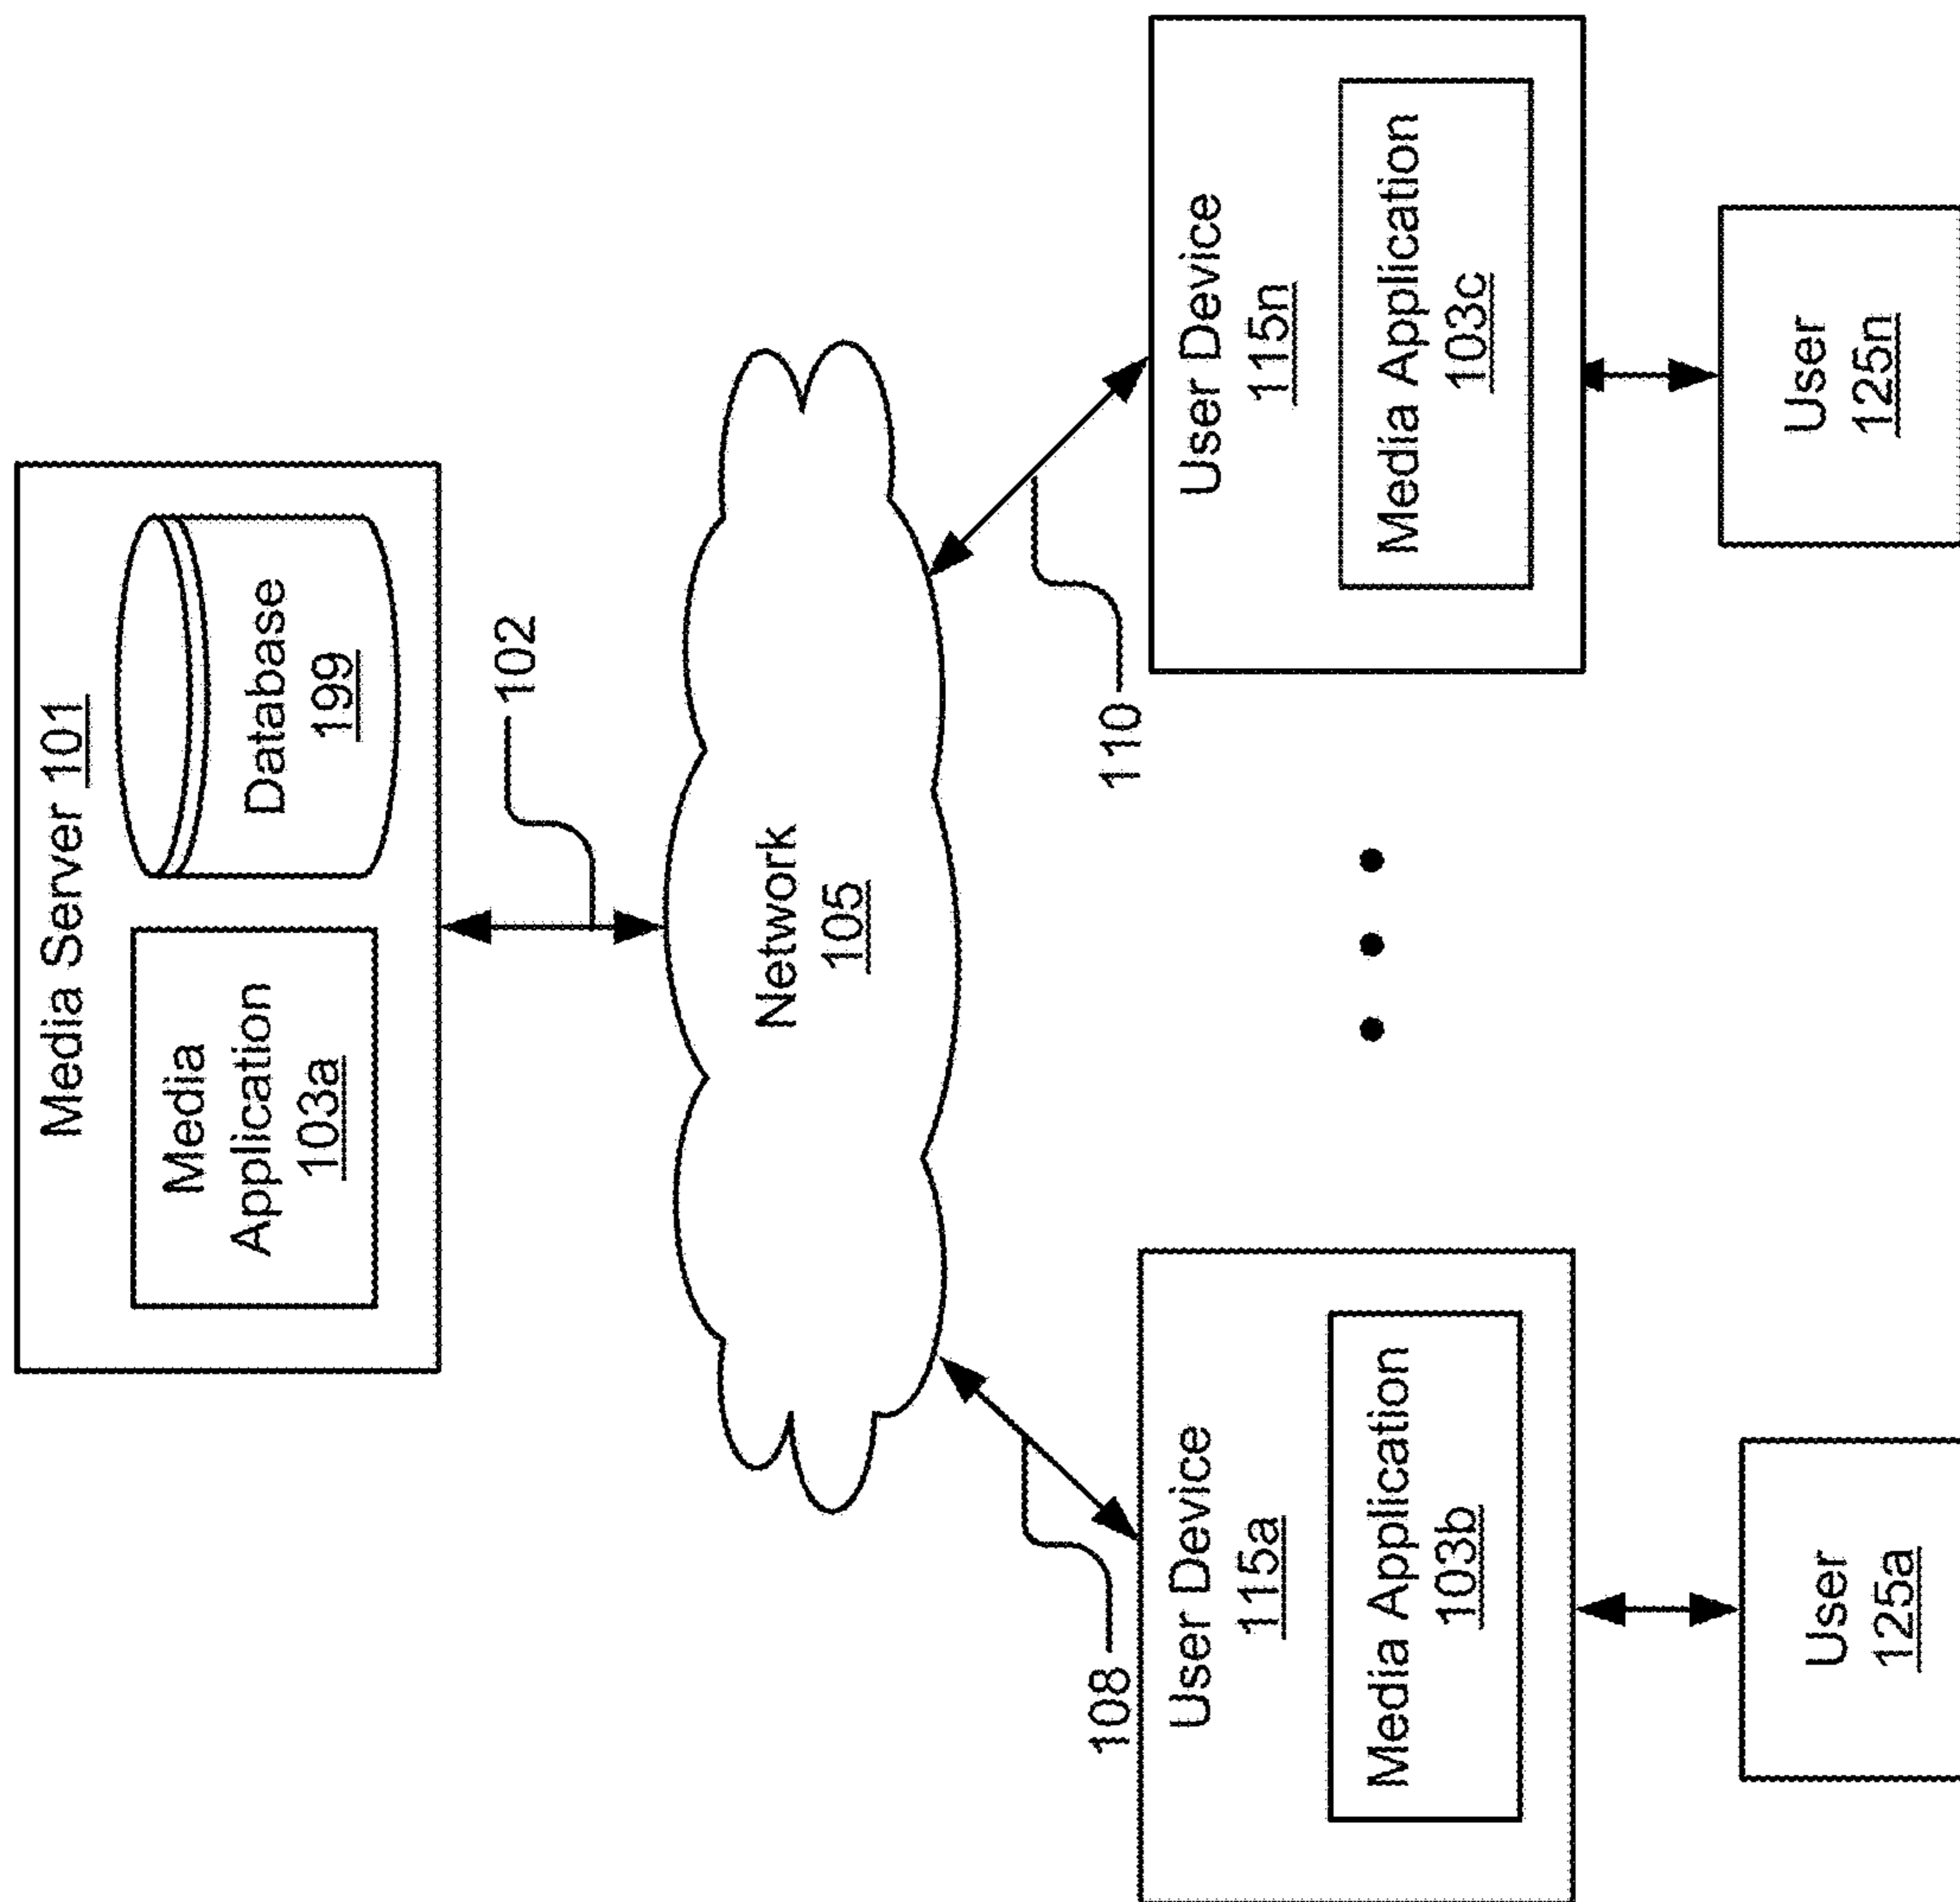 Media Server 101
Media
Application
103a
Database
199
102
Network
105
108
110
User Device
115a
Media Application
103b
User Device
115n
Media Application
103c
User
125a
User
125n